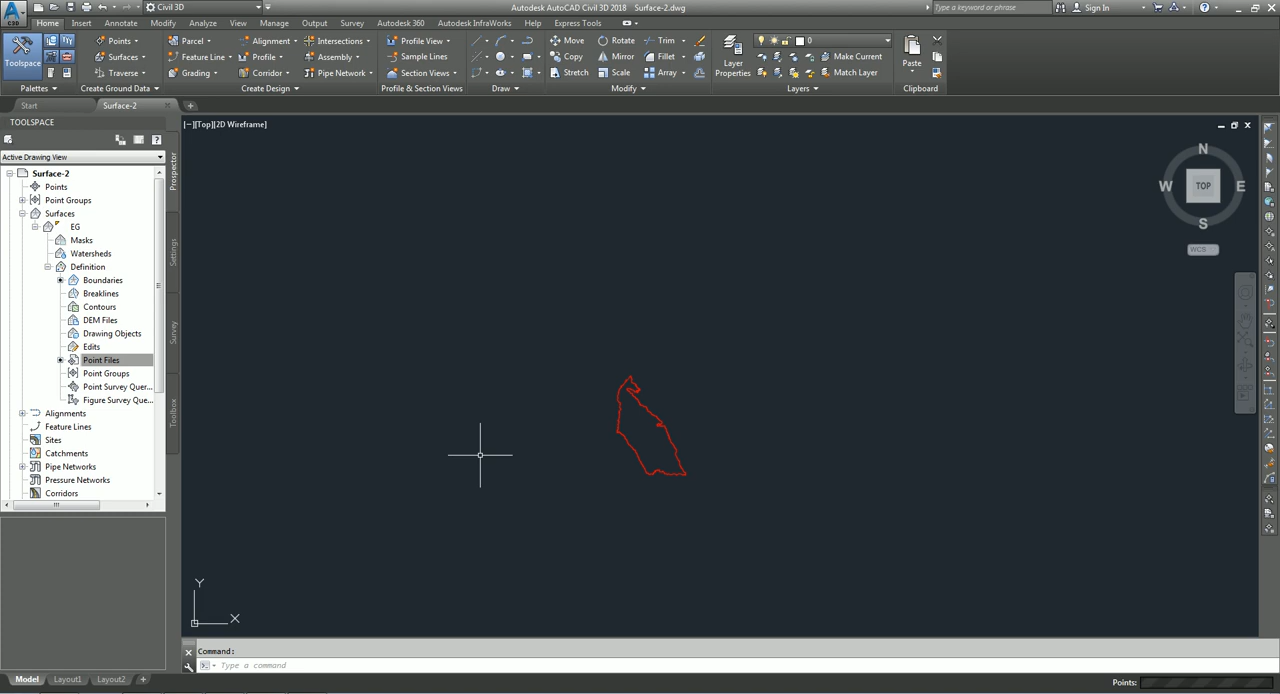 Civil 3D
Autodesk AutoCAD Civil 3D 2018 Surface-2.dwg
Type a keyword or phrase
Sign In
C3D
Home Insert Annotate Modify Analyze View Manage Output Survey Autodesk 360 Autodesk InfraWorks Help Express Tools
Toolspace
Points
Surfaces
Traverse
Parcel
Feature Line
Grading
Alignment
Profile
Corridor
Intersections
Assembly
Pipe Network
Profile View
Sample Lines
Section Views
Move
Copy
Stretch
Rotate
Mirror
Scale
Trim
Fillet
Array
Layer
Properties
0
Make Current
Match Layer
Paste
Palettes Create Ground Data Create Design Profile & Section Views Draw Modify Layers Clipboard
Start Surface-2
TOOLSPACE
Active Drawing View
Surface-2
Points
Point Groups
Surfaces
EG
Masks
Watersheds
Definition
Boundaries
Breaklines
Contours
DEM Files
Drawing Objects
Edits
Point Files
Point Groups
Point Survey Quer...
Figure Survey Que...
Alignments
Feature Lines
Sites
Catchments
Pipe Networks
Pressure Networks
Corridors
Prospector
Settings
Survey
Toolbox
[−][Top][2D Wireframe]
N
W TOP E
S
WCS
Y
X
Command:
Type a command
Model Layout1 Layout2
Points: